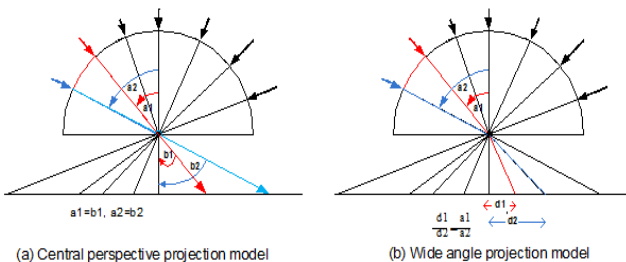 a2
a1
b1
b2
a1=b1, a2=b2
(a) Central perspective projection model
a2
a1
d1
d2
d1/d2=a1/a2
(b) Wide angle projection model